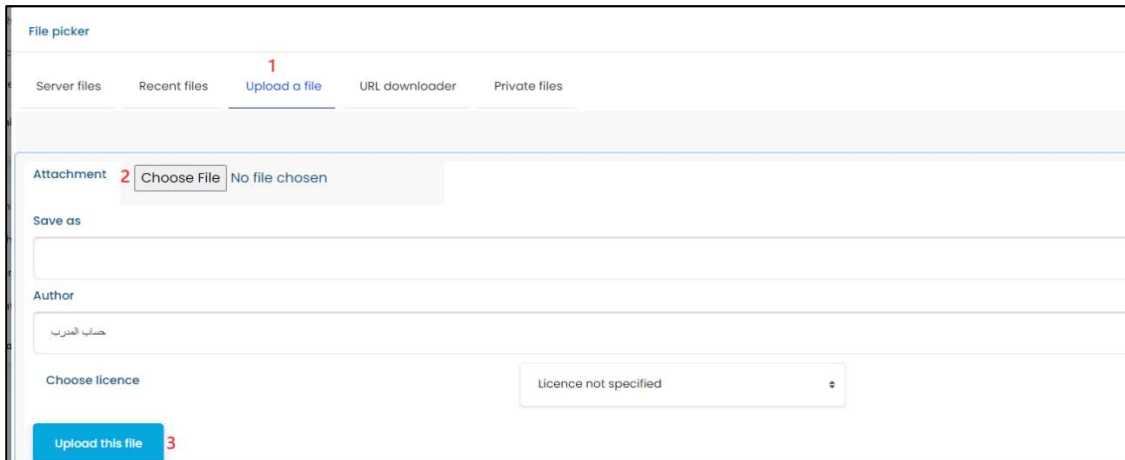 File picker
1
Server files Recent files Upload a file URL downloader Private files
Attachment 2 Choose File No file chosen
Save as
Author
حساب المدرب
Choose licence Licence not specified
Upload this file 3